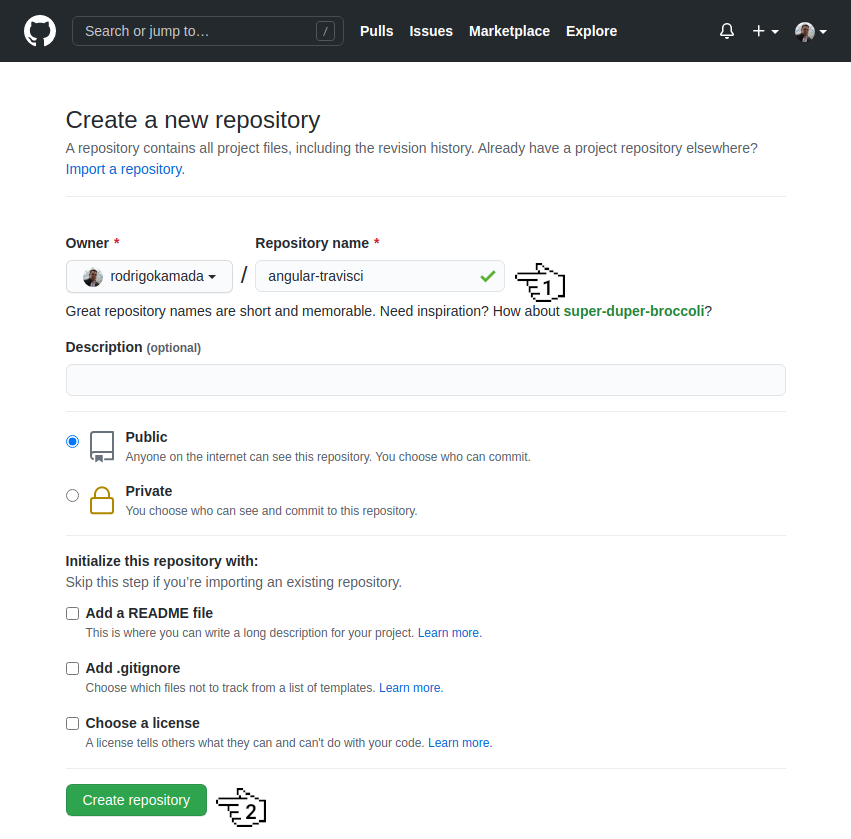 Search or jump to…
/
Pulls
Issues
Marketplace
Explore
Create a new repository
A repository contains all project files, including the revision history. Already have a project repository elsewhere?
Import a repository.
Owner *
Repository name *
rodrigokamada
/
angular-travisci
1
Great repository names are short and memorable. Need inspiration? How about super-duper-broccoli?
Description (optional)
Public
Anyone on the internet can see this repository. You choose who can commit.
Private
You choose who can see and commit to this repository.
Initialize this repository with:
Skip this step if you’re importing an existing repository.
Add a README file
This is where you can write a long description for your project. Learn more.
Add .gitignore
Choose which files not to track from a list of templates. Learn more.
Choose a license
A license tells others what they can and can't do with your code. Learn more.
Create repository
2